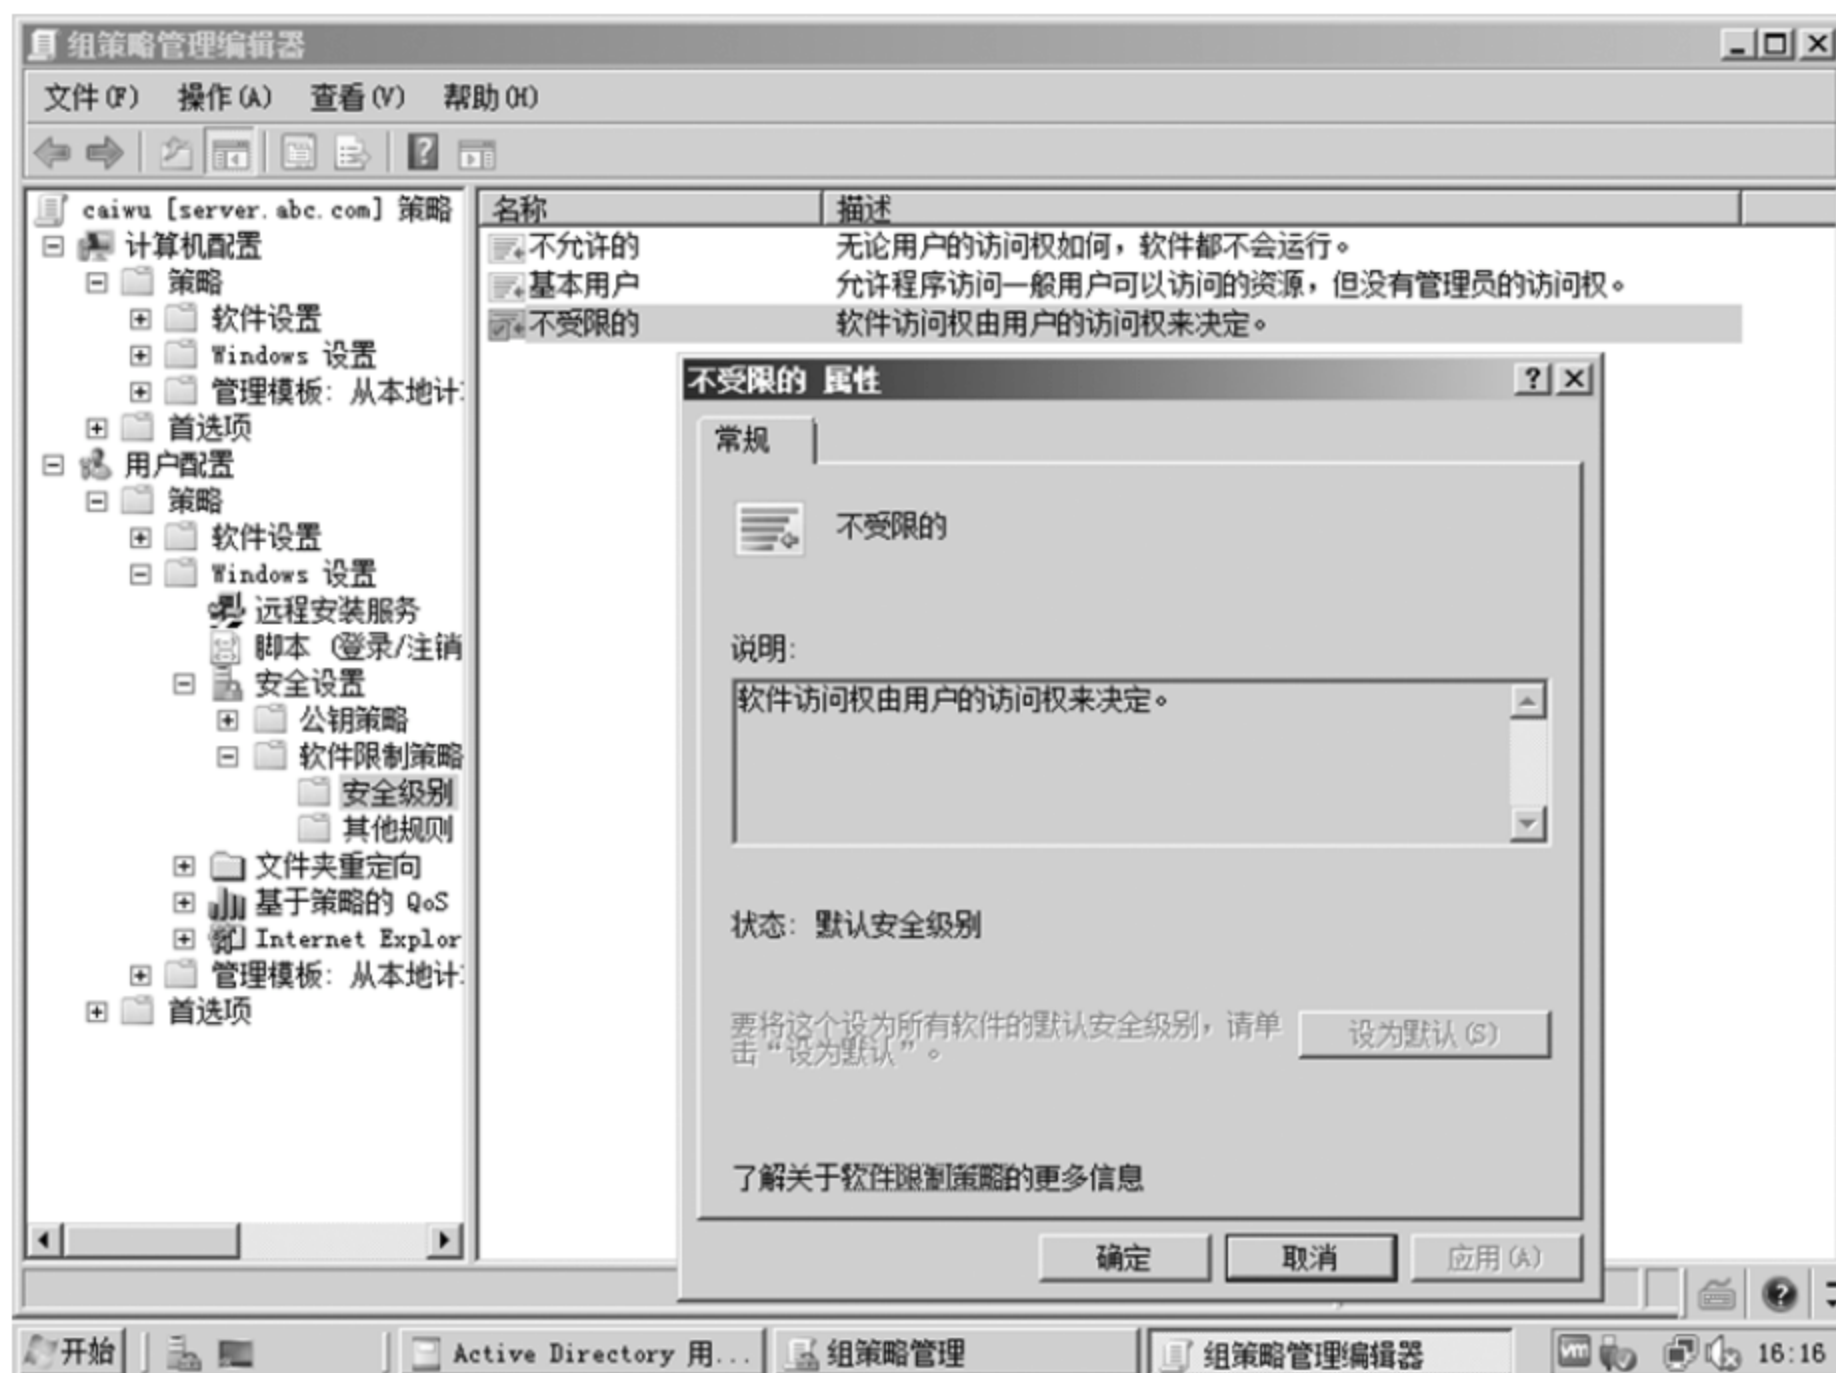 组策略管理编辑器
文件(F) 操作(A) 查看(V) 帮助(H)
caiwu [server.abc.com] 策略
计算机配置
策略
软件设置
Windows 设置
管理模板: 从本地计
首选项
用户配置
策略
软件设置
Windows 设置
远程安装服务
脚本 (登录/注销
安全设置
公钥策略
软件限制策略
安全级别
其他规则
文件夹重定向
基于策略的 QoS
Internet Explor
管理模板: 从本地计
首选项
名称 描述
不允许的 无论用户的访问权如何，软件都不会运行。
基本用户 允许程序访问一般用户可以访问的资源，但没有管理员的访问权。
不受限的 软件访问权由用户的访问权来决定。
不受限的 属性
常规
不受限的
说明:
软件访问权由用户的访问权来决定。
状态: 默认安全级别
要将这个设为所有软件的默认安全级别，请单
击“设为默认”。
设为默认(S)
了解关于软件限制策略的更多信息
确定 取消 应用(A)
开始 Active Directory 用... 组策略管理 组策略管理编辑器 vm 16:16